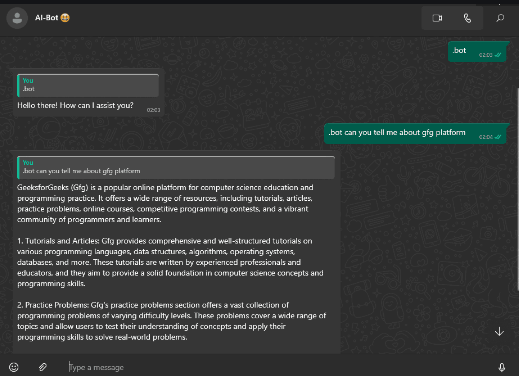 AI-Bot 🤖
.bot
02:03
You
.bot
Hello there! How can I assist you?
02:03
.bot can you tell me about gfg platform
02:04
You
.bot can you tell me about gfg platform
GeeksforGeeks (Gfg) is a popular online platform for computer science education and
programming practice. It offers a wide range of resources, including tutorials, articles,
practice problems, online courses, competitive programming contests, and a vibrant
community of programmers and learners.
1. Tutorials and Articles: Gfg provides comprehensive and well-structured tutorials on
various programming languages, data structures, algorithms, operating systems,
databases, and more. These tutorials are written by experienced professionals and
educators, and they aim to provide a solid foundation in computer science concepts and
programming skills.
2. Practice Problems: Gfg's practice problems section offers a vast collection of
programming problems of varying difficulty levels. These problems cover a wide range of
topics and allow users to test their understanding of concepts and apply their
programming skills to solve real-world problems.
Type a message